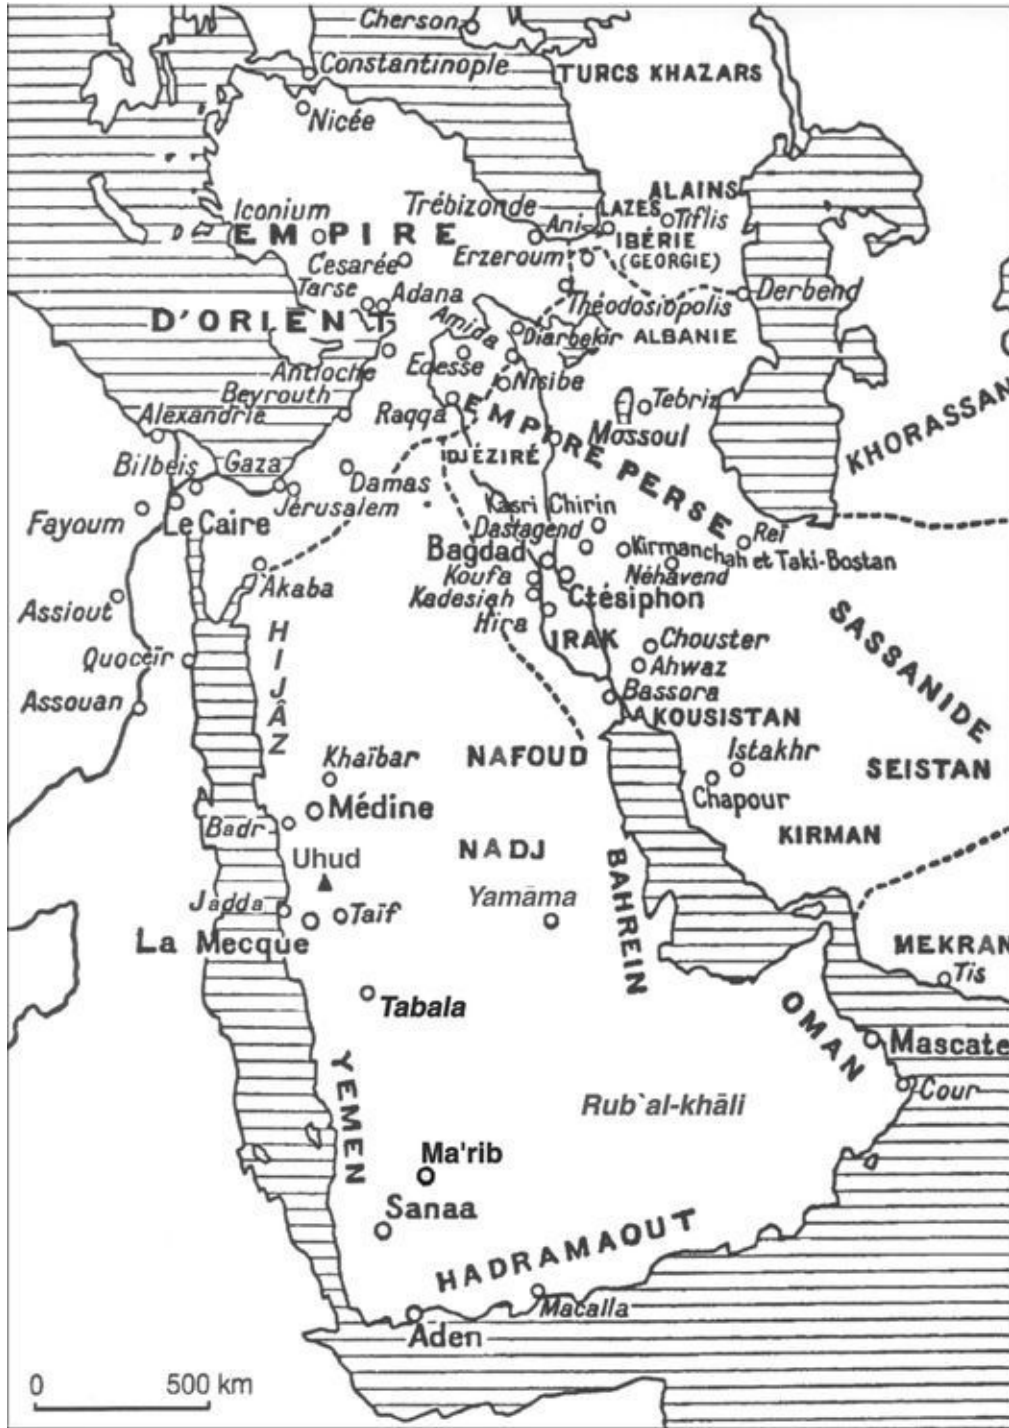 Cherson
Constantinople
TURCS KHAZARS
Nicée
ALAINS
Trébizonde
LAZES
Iconium
Ani
Tiflis
EMPIRE
IBÉRIE
Erzeroum
(GEORGIE)
Césarée
Tarse
Adana
Théodosiopolis
Derbend
D'ORIENT
Amida
Diarbekir
ALBANIE
Antioche
Edesse
Nisibe
Beyrouth
Raqqa
Tebriz
Alexandrie
EMPIRE PERSE
Mossoul
KHORASSAN
Bilbeis
Gaza
DJÉZIRÉ
Damas
Jérusalem
Kasri Chirin
Fayoum
Le Caire
Dastagend
Rei
Bagdad
Kirmanchah et Taki-Bostan
Koufa
Néhavend
Akaba
Kadesiah
Ctésiphon
Assiout
Hira
SASSANIDE
HIJÂZ
IRAK
Chouster
Quoceïr
Ahwaz
Assouan
Bassora
KOUSISTAN
NAFOUD
Istakhr
Khaïbar
SEISTAN
Chapour
Médine
Badr
KIRMAN
NADJ
Uhud
BAHREIN
Yamāma
Jadda
Taïf
La Mecque
MEKRAN
Tis
Tabala
OMAN
Mascate
YEMEN
Cour
Rub`al-khāli
Ma'rib
Sanaa
HADRAMAOUT
Macalla
Aden
0 500 km